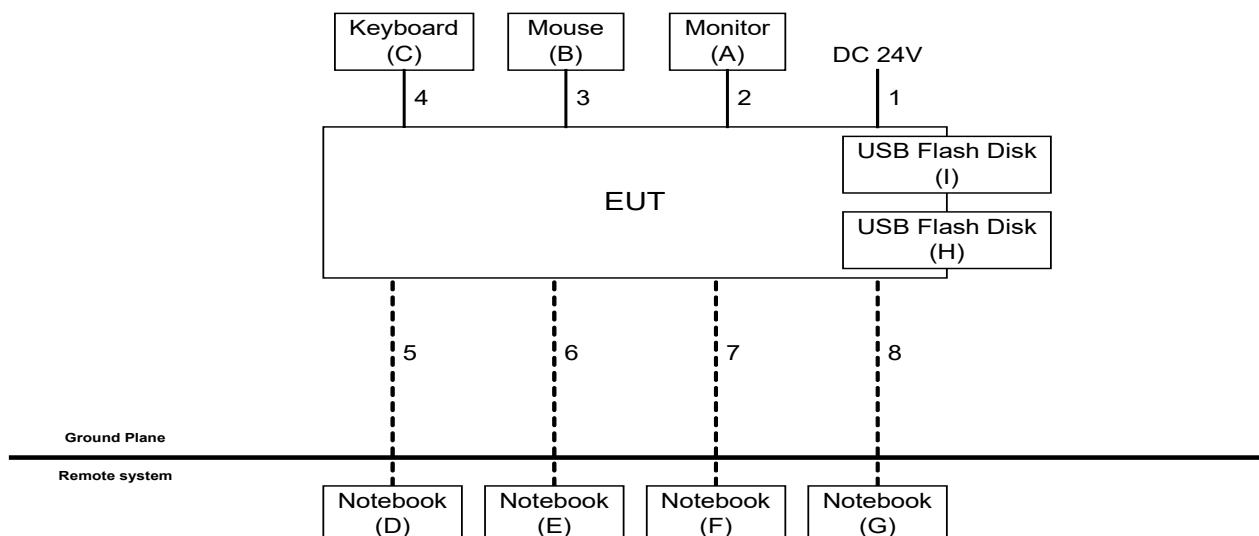 Keyboard
(C)
Mouse
(B)
Monitor
(A)
DC 24V
4
3
2
1
USB Flash Disk
(I)
EUT
USB Flash Disk
(H)
5
6
7
8
Ground Plane
Remote system
Notebook
(D)
Notebook
(E)
Notebook
(F)
Notebook
(G)